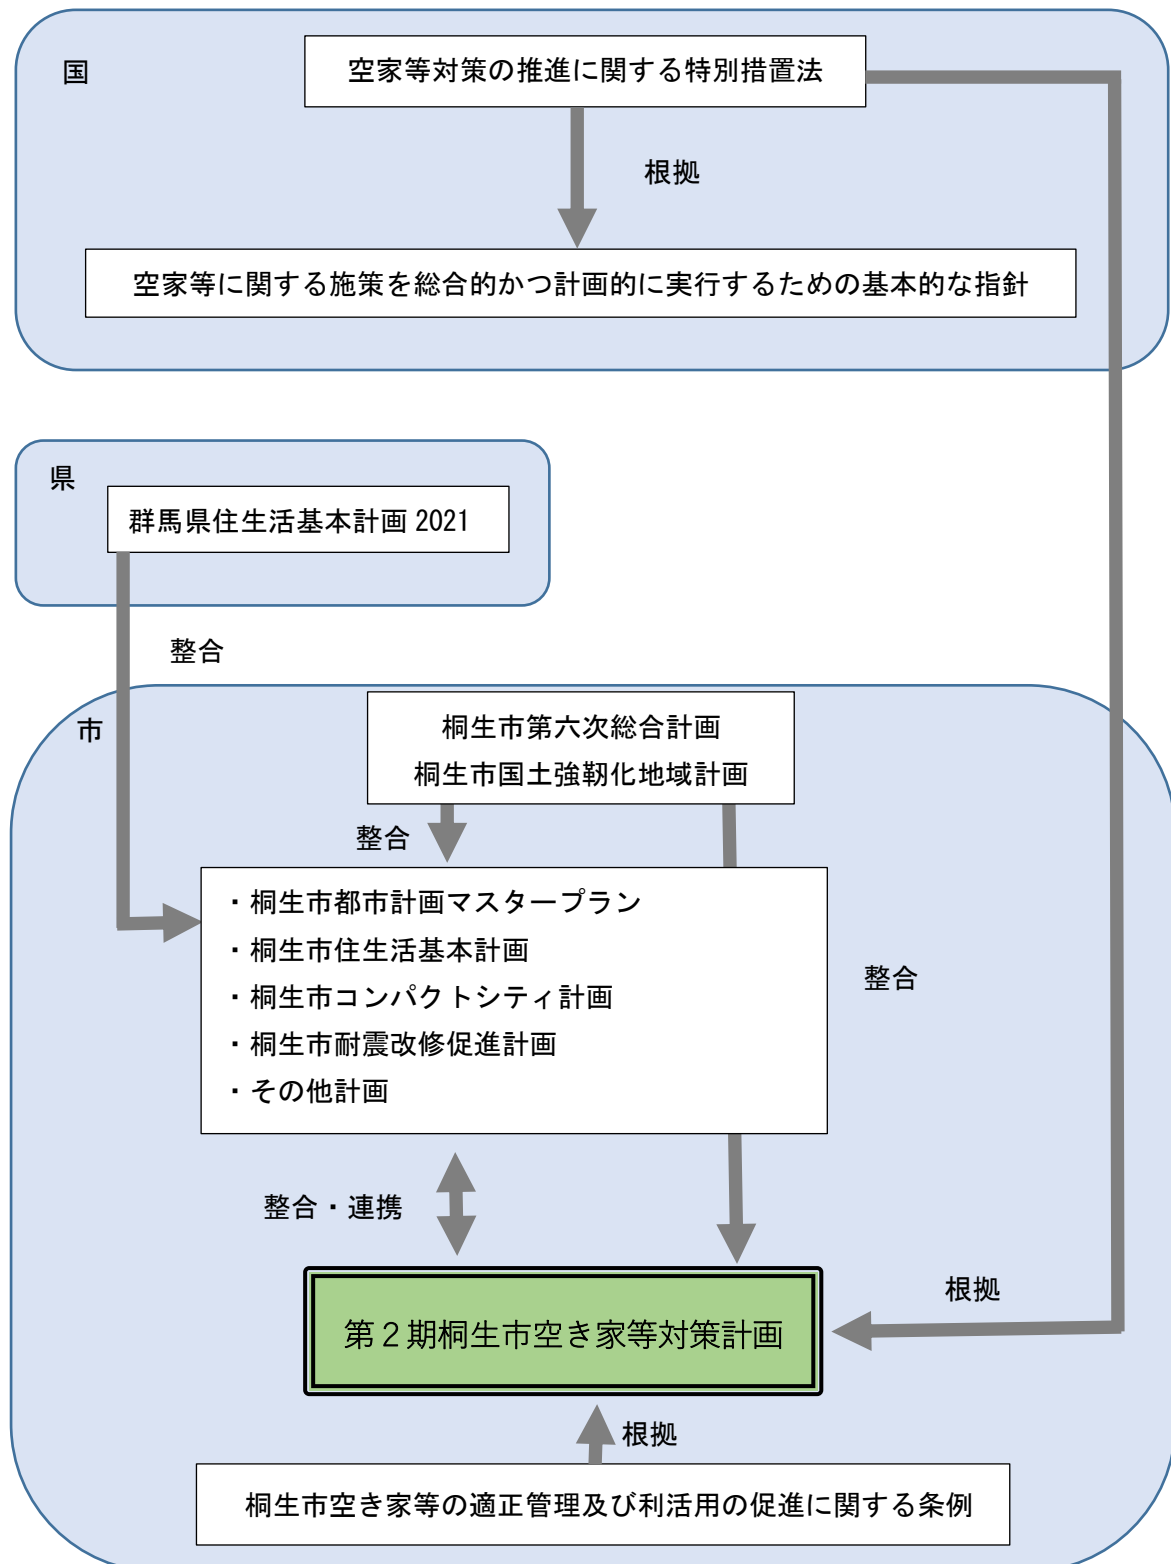 国
空家等対策の推進に関する特別措置法
根拠
空家等に関する施策を総合的かつ計画的に実行するための基本的な指針
県
群馬県住生活基本計画 2021
整合
市
桐生市第六次総合計画
桐生市国土強靭化地域計画
整合
・桐生市都市計画マスタープラン
・桐生市住生活基本計画
・桐生市コンパクトシティ計画
・桐生市耐震改修促進計画
・その他計画
整合
整合・連携
根拠
第２期桐生市空き家等対策計画
根拠
桐生市空き家等の適正管理及び利活用の促進に関する条例